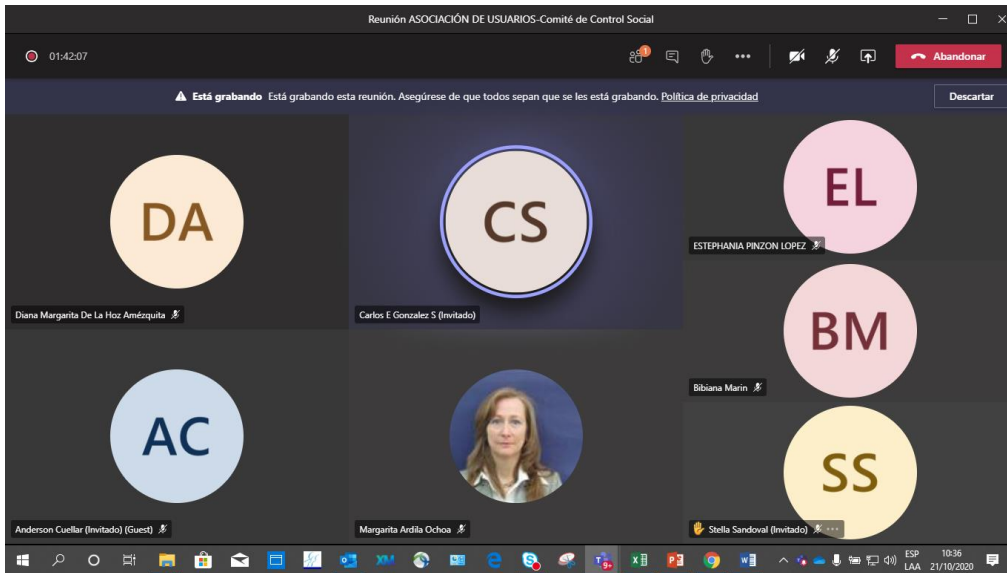 Reunión ASOCIACIÓN DE USUARIOS-Comité de Control Social
01:42:07
1
Abandonar
Está grabando Está grabando esta reunión. Asegúrese de que todos sepan que se les está grabando. Política de privacidad
Descartar
DA
Diana Margarita De La Hoz Amézquita
CS
Carlos E Gonzalez S (Invitado)
EL
ESTEPHANIA PINZON LOPEZ
BM
Bibiana Marin
AC
Anderson Cuellar (Invitado) (Guest)
Margarita Ardila Ochoa
SS
Stella Sandoval (Invitado)
ESP
LAA
10:36
21/10/2020